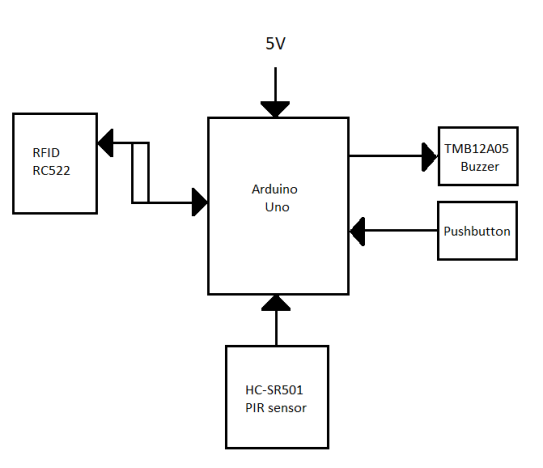 5V
RFID
RC522
Arduino
Uno
TMB12A05
Buzzer
Pushbutton
HC-SR501
PIR sensor